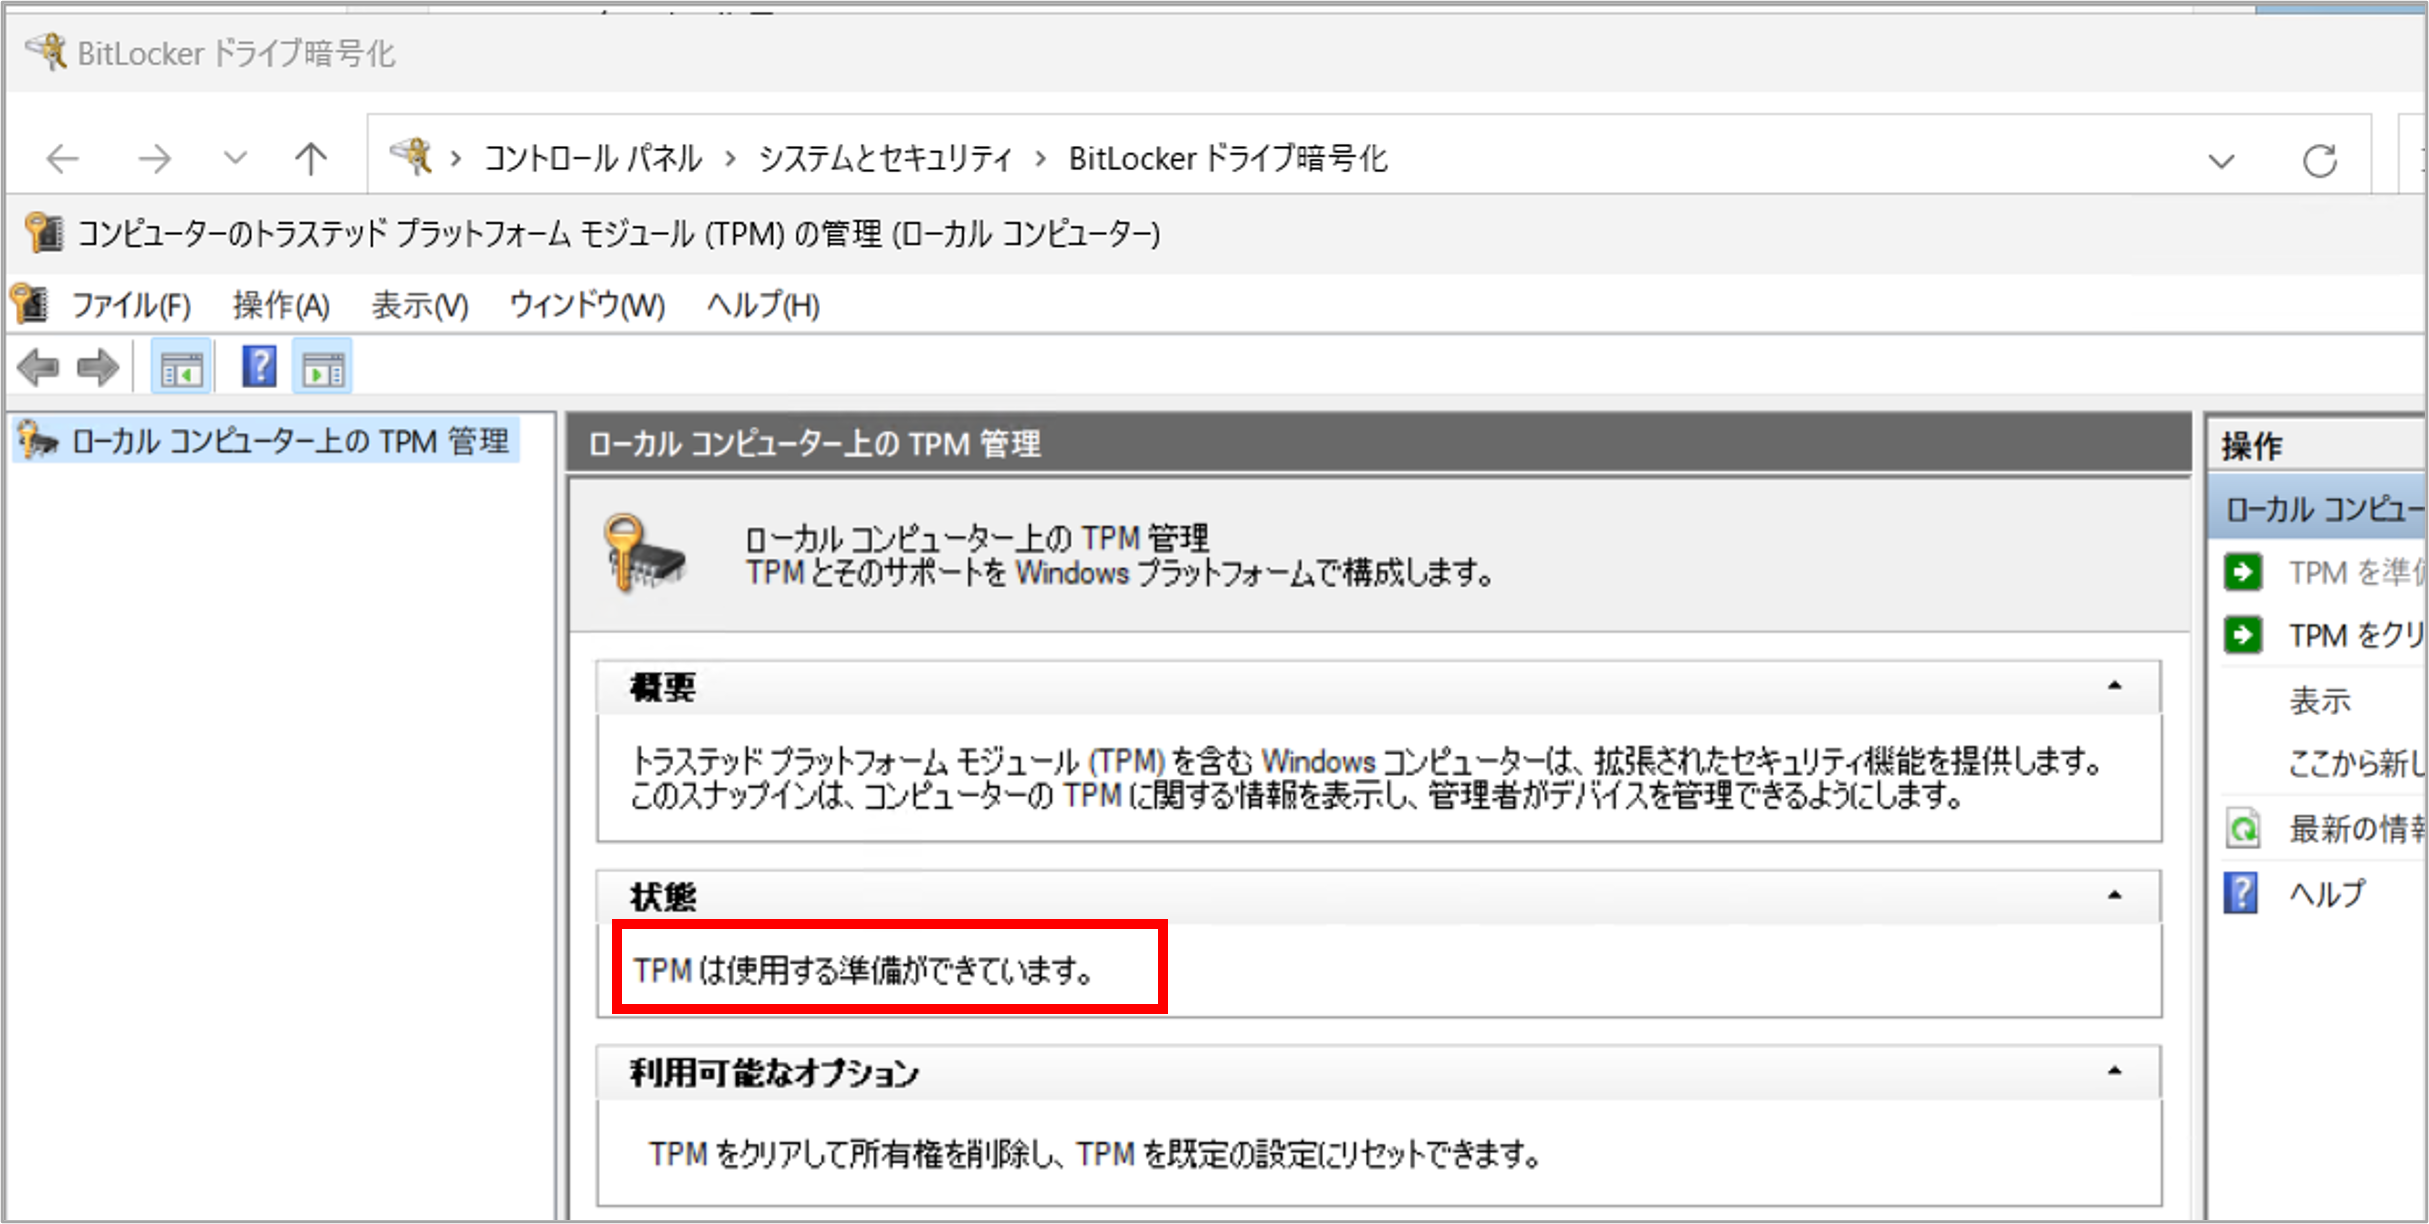 BitLocker ドライブ暗号化
コントロール パネル › システムとセキュリティ › BitLocker ドライブ暗号化
コンピューターのトラステッド プラットフォーム モジュール (TPM) の管理 (ローカル コンピューター)
ファイル(F) 操作(A) 表示(V) ウィンドウ(W) ヘルプ(H)
ローカル コンピューター上の TPM 管理
ローカル コンピューター上の TPM 管理
ローカル コンピューター上の TPM 管理
TPM とそのサポートを Windows プラットフォームで構成します。
概要
トラステッド プラットフォーム モジュール (TPM) を含む Windows コンピューターは、拡張されたセキュリティ機能を提供します。
このスナップインは、コンピューターの TPM に関する情報を表示し、管理者がデバイスを管理できるようにします。
状態
TPM は使用する準備ができています。
利用可能なオプション
TPM をクリアして所有権を削除し、TPM を既定の設定にリセットできます。
操作
ローカル コンピュー
TPM を準
TPM をクリ
表示
ここから新し
最新の情
ヘルプ